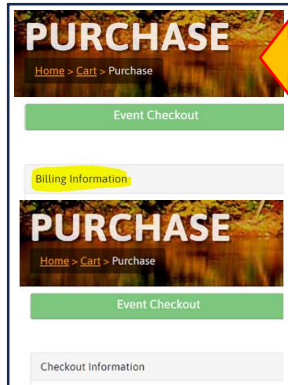 PURCHASE
Home > Cart > Purchase
Event Checkout
Billing Information
PURCHASE
Home > Cart > Purchase
Event Checkout
Checkout Information